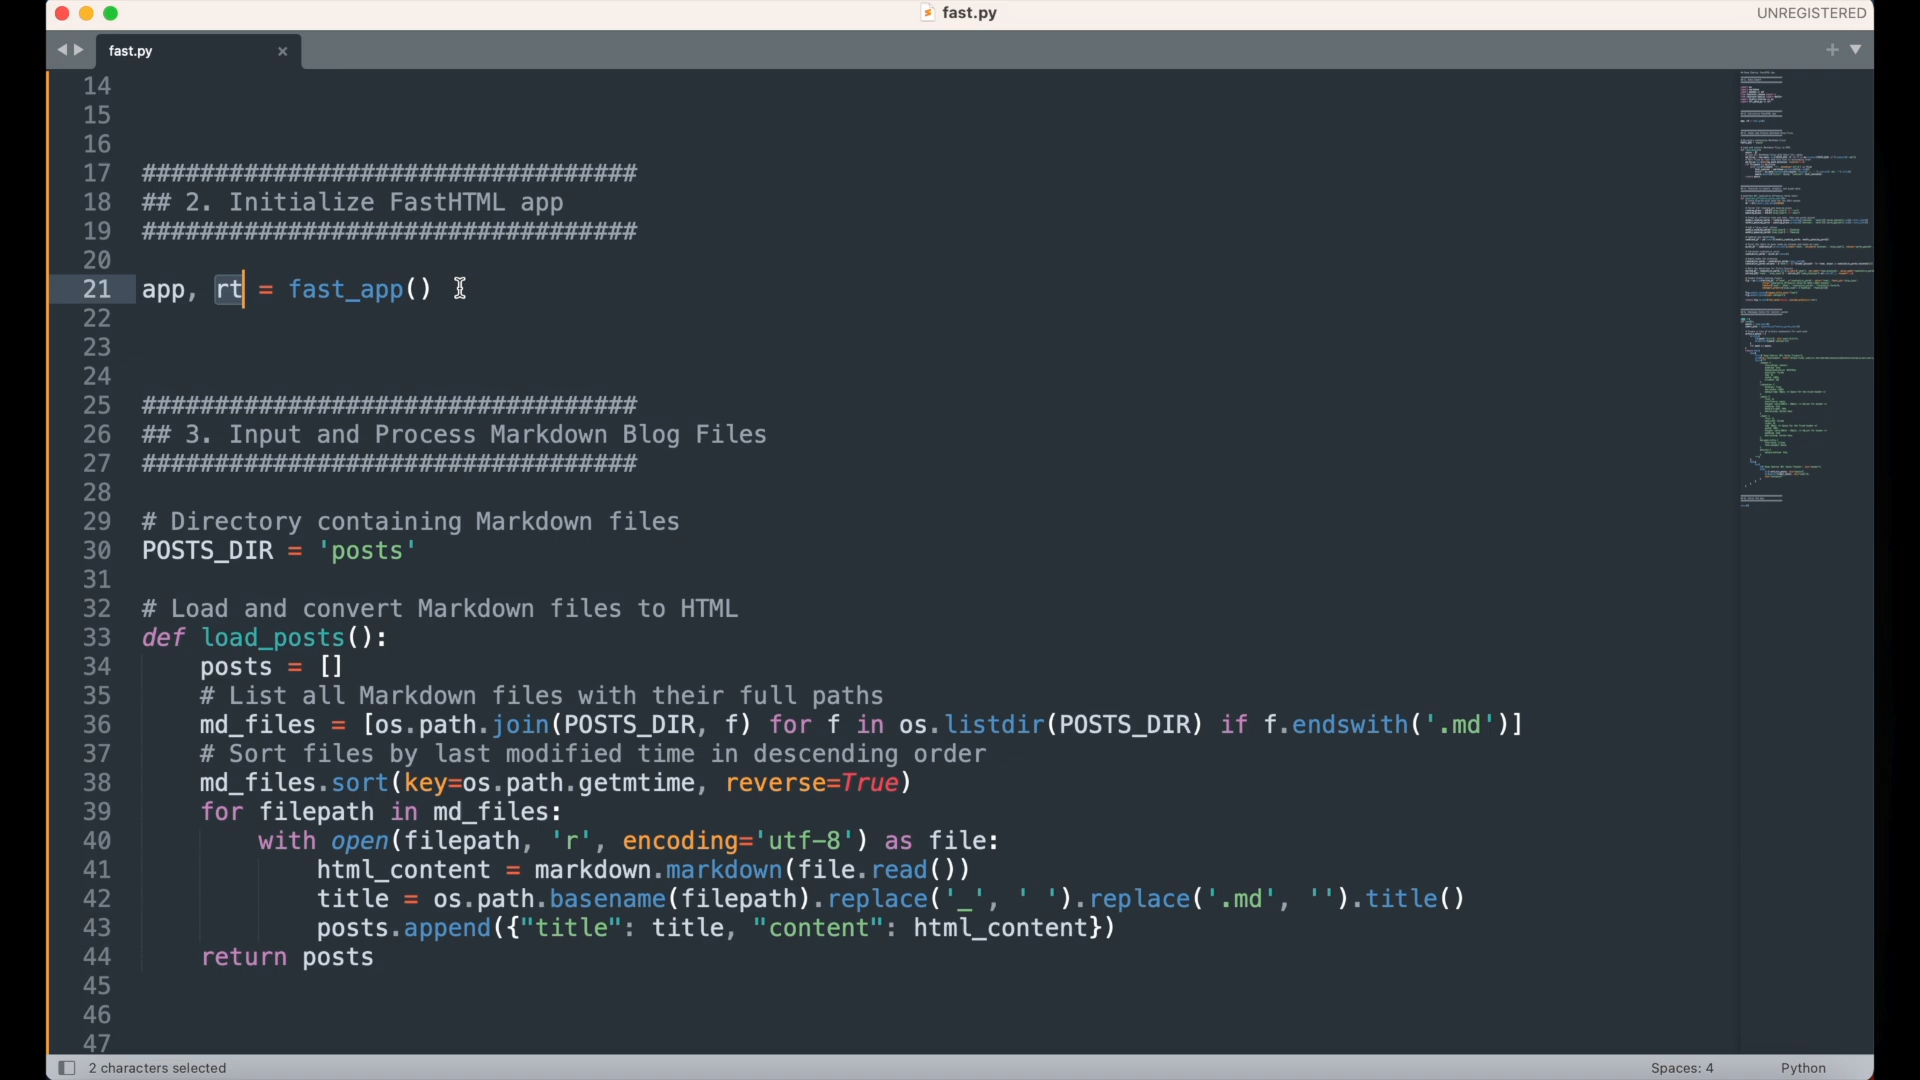 fast.py
UNREGISTERED
fast.py
14
15
16
17 ##################################
18 ## 2. Initialize FastHTML app
19 ##################################
20
21 app, rt = fast_app()
22
23
24
25 ##################################
26 ## 3. Input and Process Markdown Blog Files
27 ##################################
28
29 # Directory containing Markdown files
30 POSTS_DIR = 'posts'
31
32 # Load and convert Markdown files to HTML
33 def load_posts():
34 posts = []
35 # List all Markdown files with their full paths
36 md_files = [os.path.join(POSTS_DIR, f) for f in os.listdir(POSTS_DIR) if f.endswith('.md')]
37 # Sort files by last modified time in descending order
38 md_files.sort(key=os.path.getmtime, reverse=True)
39 for filepath in md_files:
40 with open(filepath, 'r', encoding='utf-8') as file:
41 html_content = markdown.markdown(file.read())
42 title = os.path.basename(filepath).replace('_', ' ').replace('.md', '').title()
43 posts.append({"title": title, "content": html_content})
44 return posts
45
46
47
2 characters selected
Spaces: 4
Python